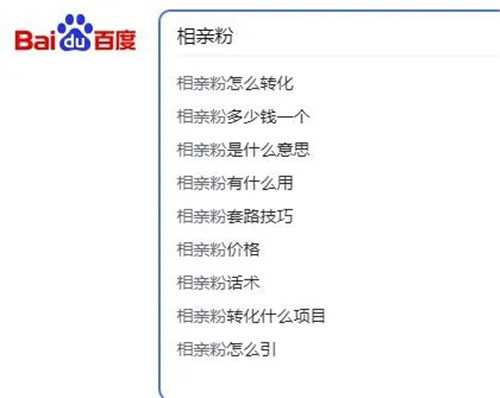 Bai du 百度
相亲粉
相亲粉怎么转化
相亲粉多少钱一个
相亲粉是什么意思
相亲粉有什么用
相亲粉套路技巧
相亲粉价格
相亲粉话术
相亲粉转化什么项目
相亲粉怎么引